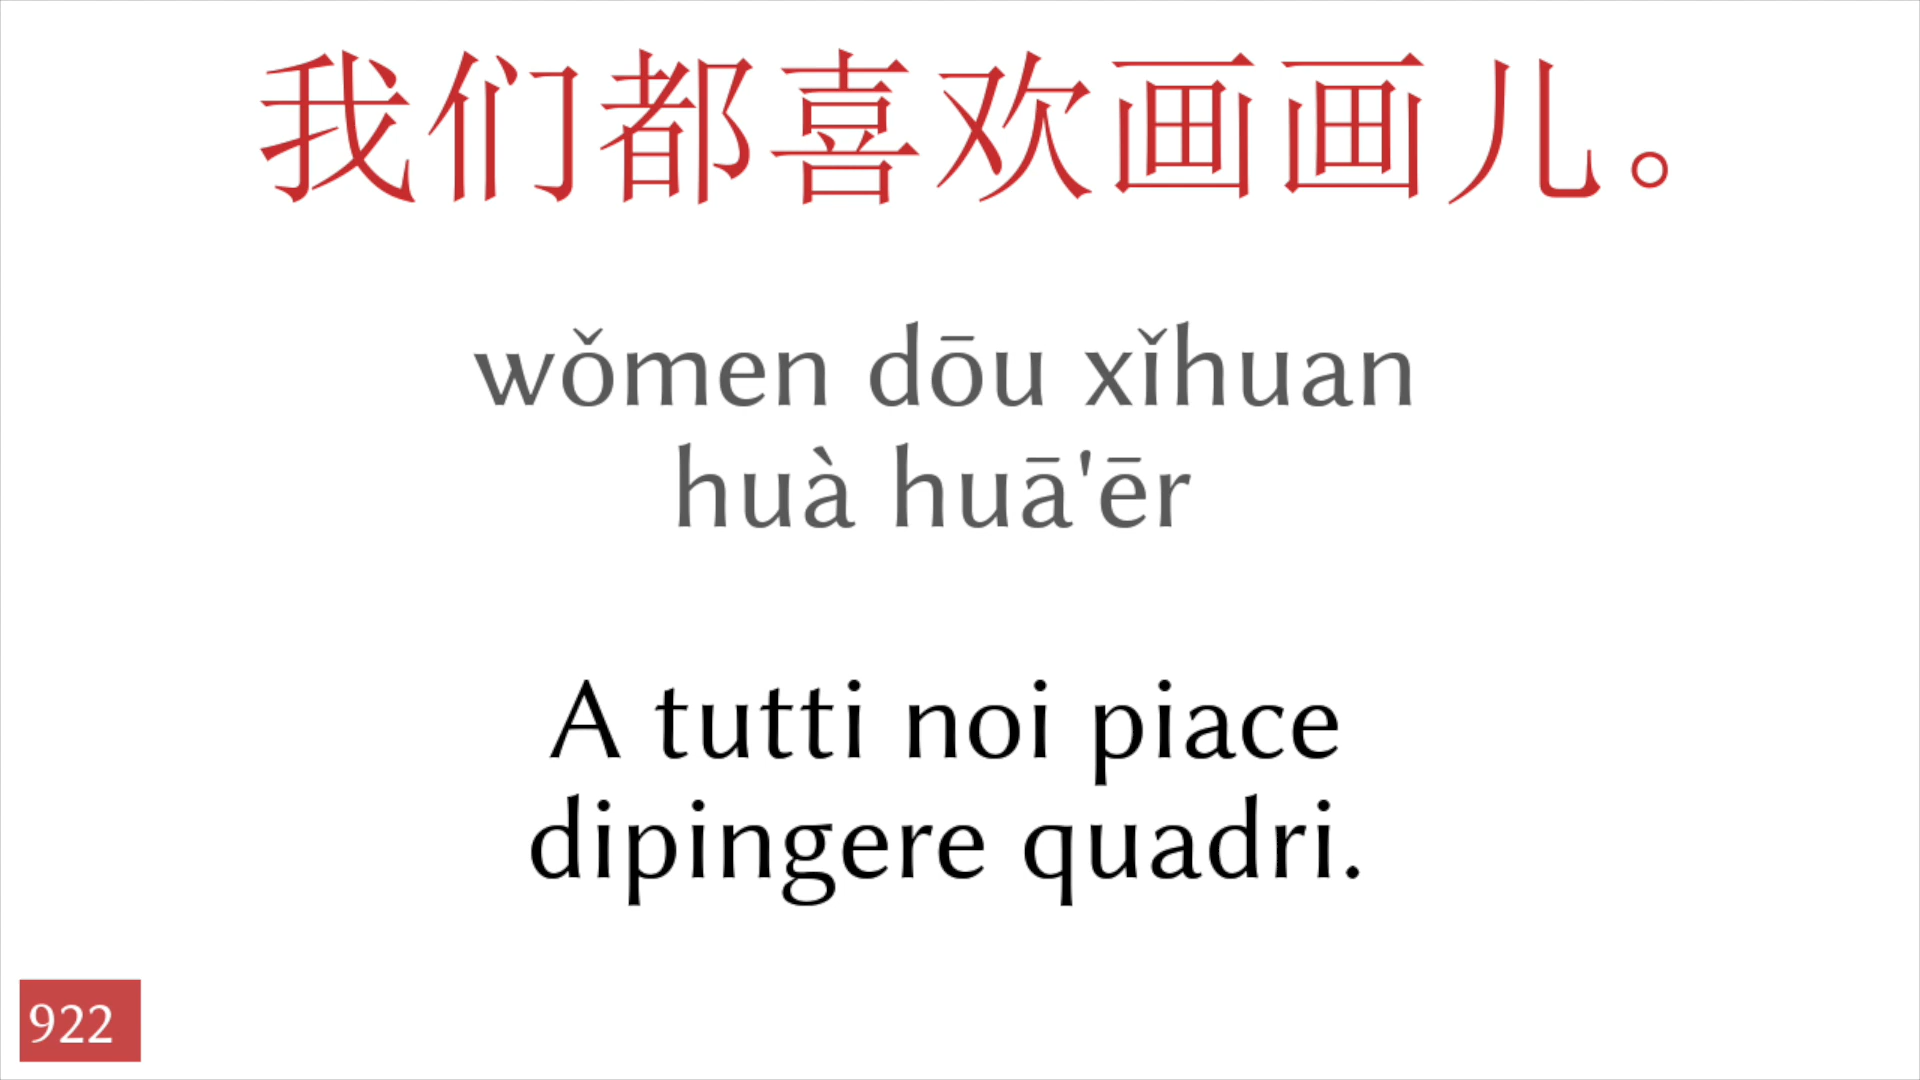 我们都喜欢画画儿。
wǒmen dōu xǐhuan
huà huā'ēr
A tutti noi piace
dipingere quadri.
922